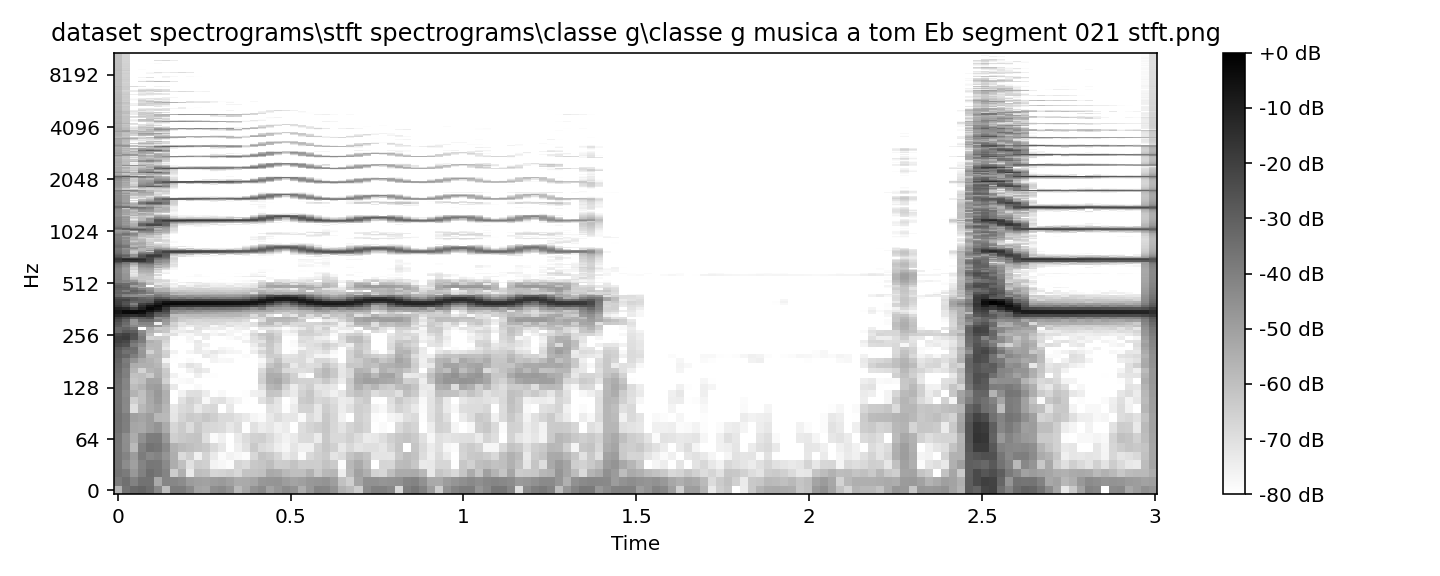 dataset spectrograms\stft spectrograms\classe g\classe g musica a tom Eb segment 021 stft.png
8192
4096
2048
1024
512
256
128
64
0
Hz
0
0.5
1
1.5
2
2.5
3
Time
+0 dB
-10 dB
-20 dB
-30 dB
-40 dB
-50 dB
-60 dB
-70 dB
-80 dB